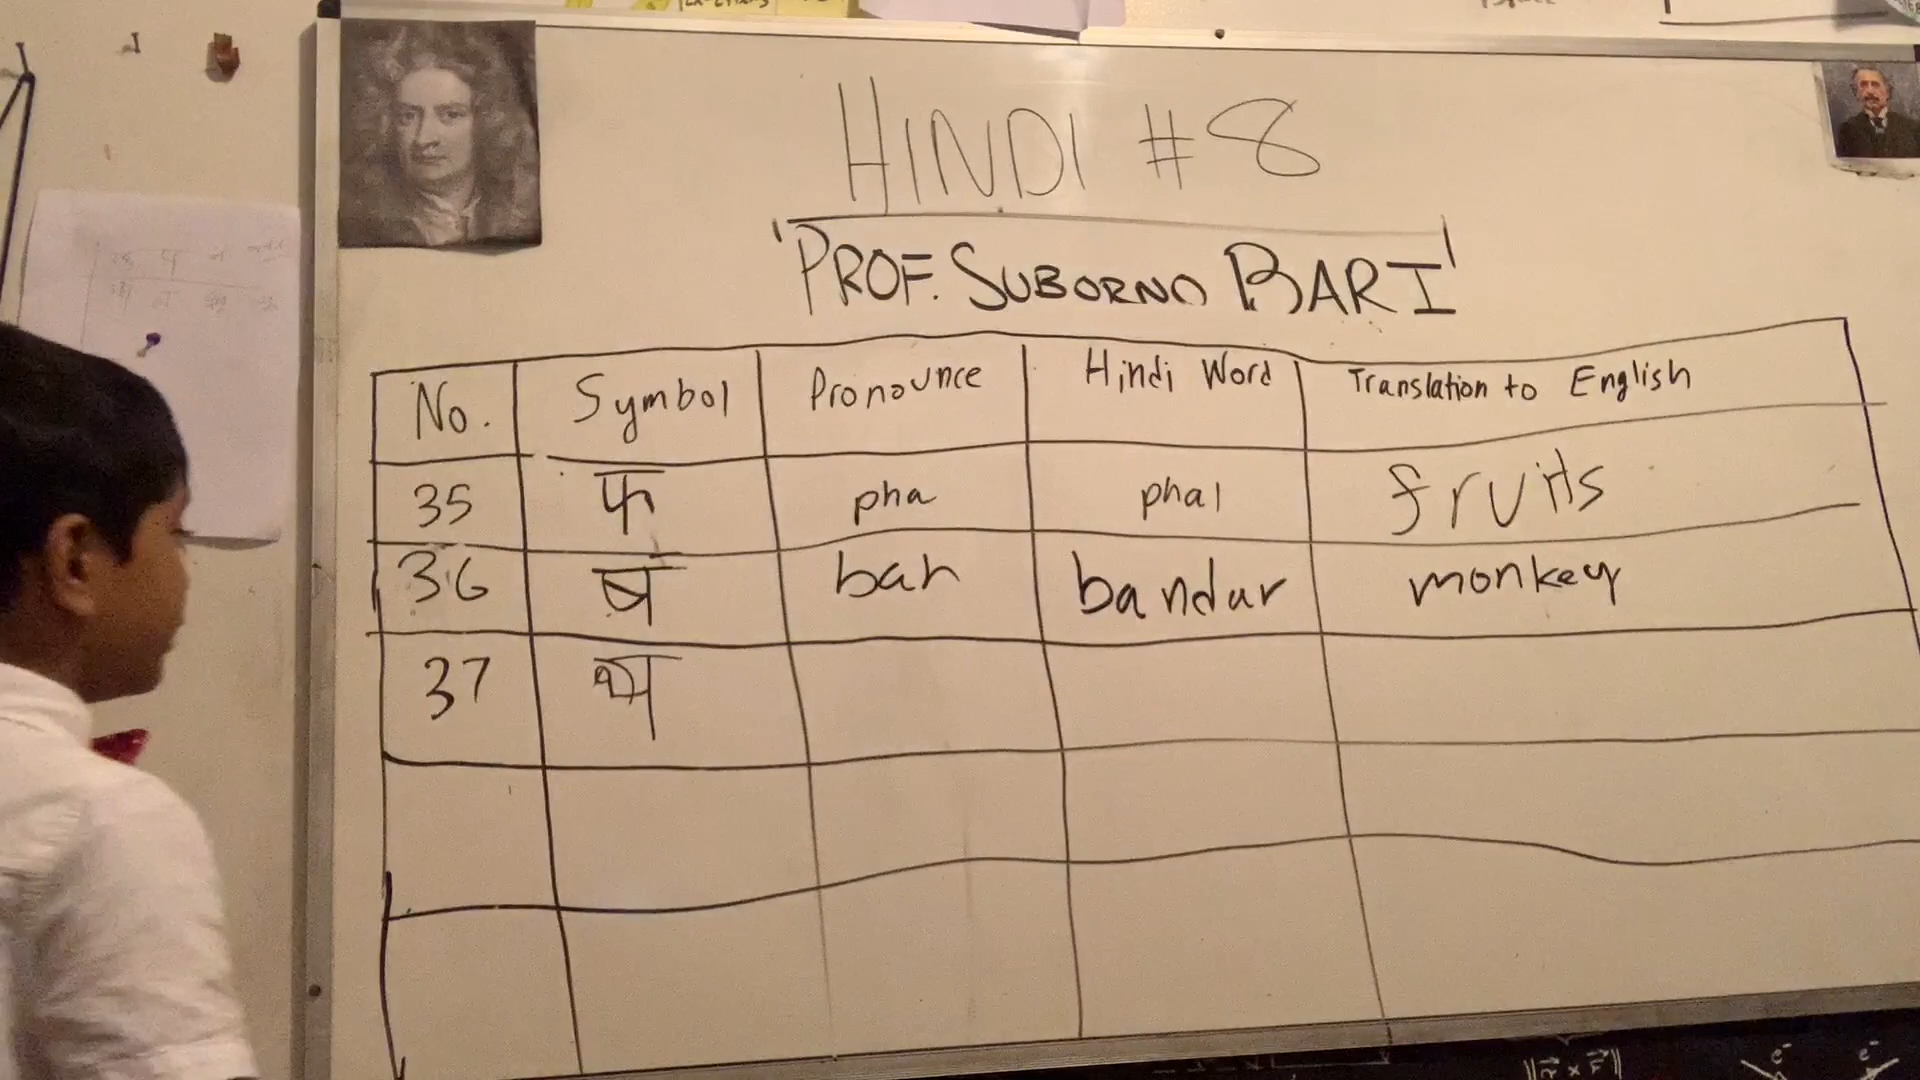 HINDI #8
'PROF. SUBORNO BARI'
No. Symbol Pronounce Hindi Word Translation to English
35 फ pha phal fruits
36 ब bah bandar monkey
37 भ
|| r⃗ x F⃗ || e⁻ e⁻